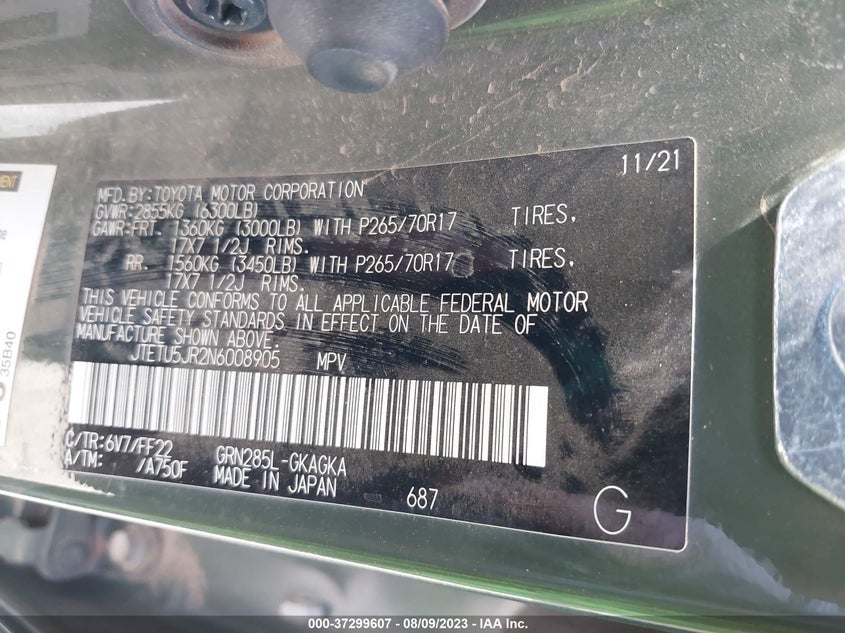 11/21
MFD.BY:TOYOTA MOTOR CORPORATION
GVWR:2855KG (6300LB)
GAWR:FRT. 1360KG (3000LB) WITH P265/70R17 TIRES,
17X7 1/2J RIMS.
RR. 1560KG (3450LB) WITH P265/70R17 TIRES,
17X7 1/2J RIMS.
THIS VEHICLE CONFORMS TO ALL APPLICABLE FEDERAL MOTOR
VEHICLE SAFETY STANDARDS IN EFFECT ON THE DATE OF
MANUFACTURE SHOWN ABOVE.
JTETU5JR2N6008905 MPV
C/TR:6V7/FF22 GRN285L-GKAGKA
A/TM: /A750F MADE IN JAPAN
687
G
35B40
000-37299607 - 08/09/2023 - © IAA Inc.